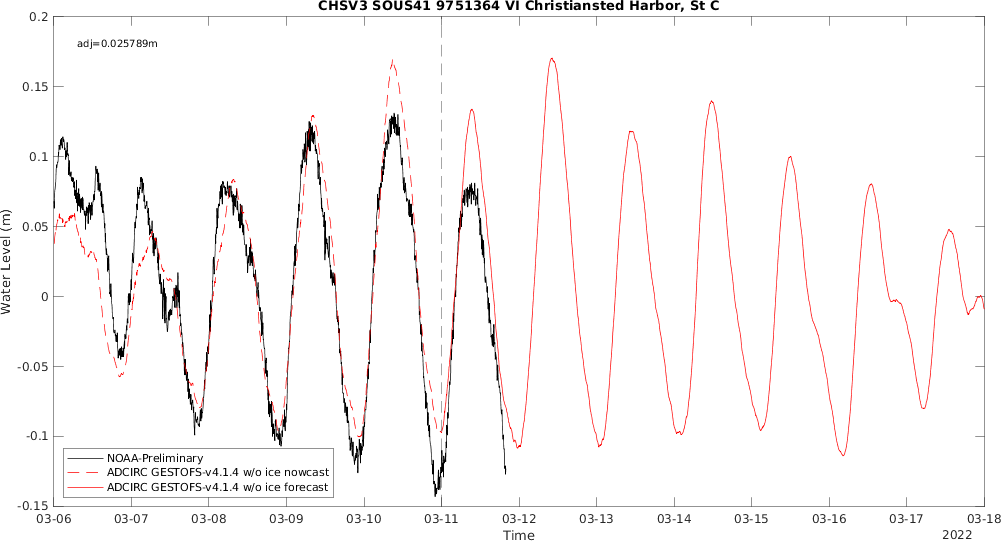 CHSV3 SOUS41 9751364 VI Christiansted Harbor, St C
adj=0.025789m
0.2
0.15
0.1
0.05
0
-0.05
-0.1
-0.15
Water Level (m)
NOAA-Preliminary
ADCIRC GESTOFS-v4.1.4 w/o ice nowcast
ADCIRC GESTOFS-v4.1.4 w/o ice forecast
03-06 03-07 03-08 03-09 03-10 03-11 03-12 03-13 03-14 03-15 03-16 03-17 03-18
Time
2022